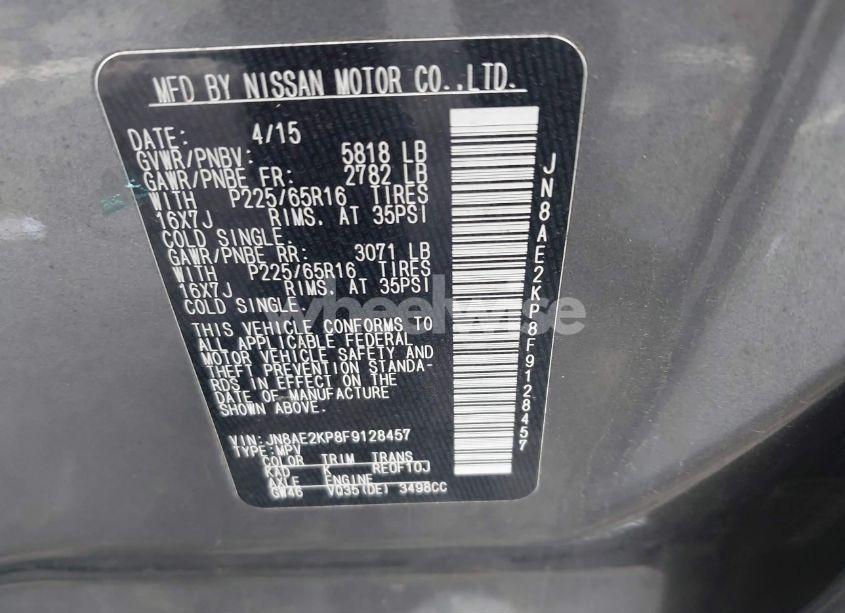 MFD BY NISSAN MOTOR CO.,LTD.
DATE: 4/15
GVWR/PNBV: 5818 LB
GAWR/PNBE FR: 2782 LB
WITH P225/65R16 TIRES
16X7J RIMS. AT 35PSI
COLD SINGLE.
GAWR/PNBE RR: 3071 LB
WITH P225/65R16 TIRES
16X7J RIMS. AT 35PSI
COLD SINGLE.
THIS VEHICLE CONFORMS TO
ALL APPLICABLE FEDERAL
MOTOR VEHICLE SAFETY AND
THEFT PREVENTION STANDA-
RDS IN EFFECT ON THE
DATE OF MANUFACTURE
SHOWN ABOVE.
VIN: JN8AE2KP8F9128457
TYPE: MPV
COLOR TRIM TRANS
KAD K RE0F10J
AXLE ENGINE
GW46 VQ35(DE) 3498CC
JN8AE2KP8F9128457
wheelwise